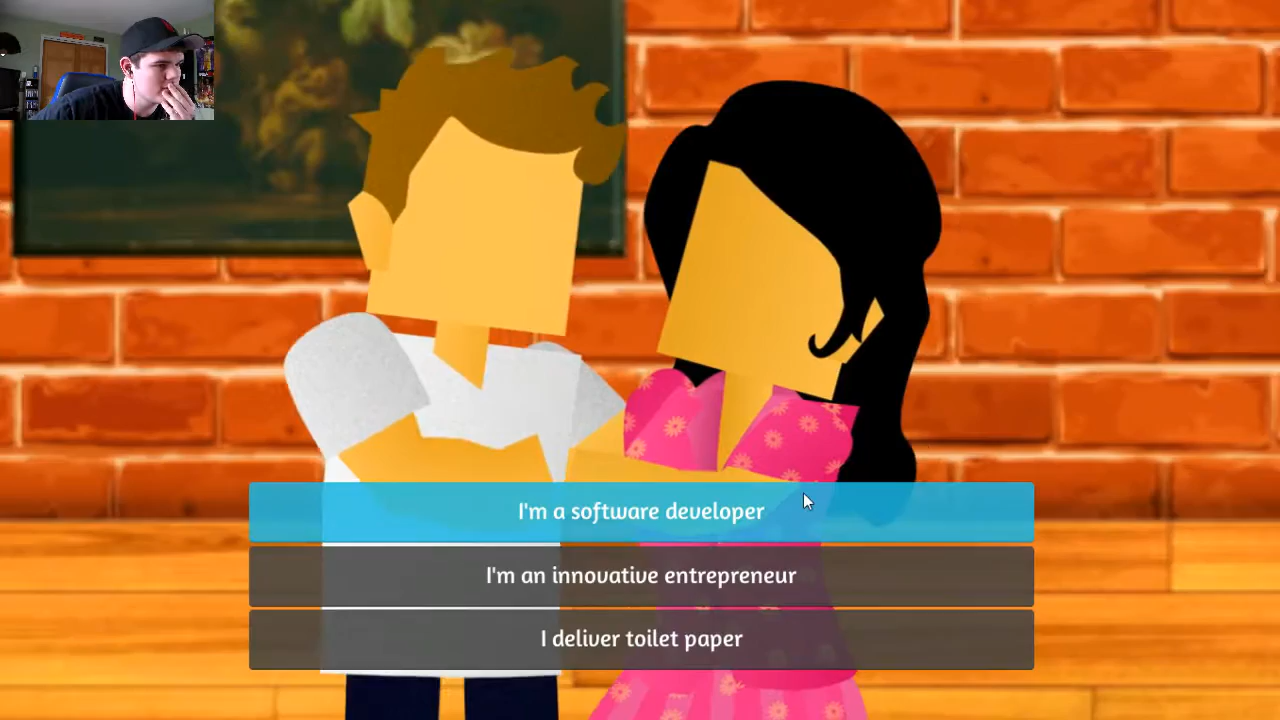 I'm a software developer
I'm an innovative entrepreneur
I deliver toilet paper